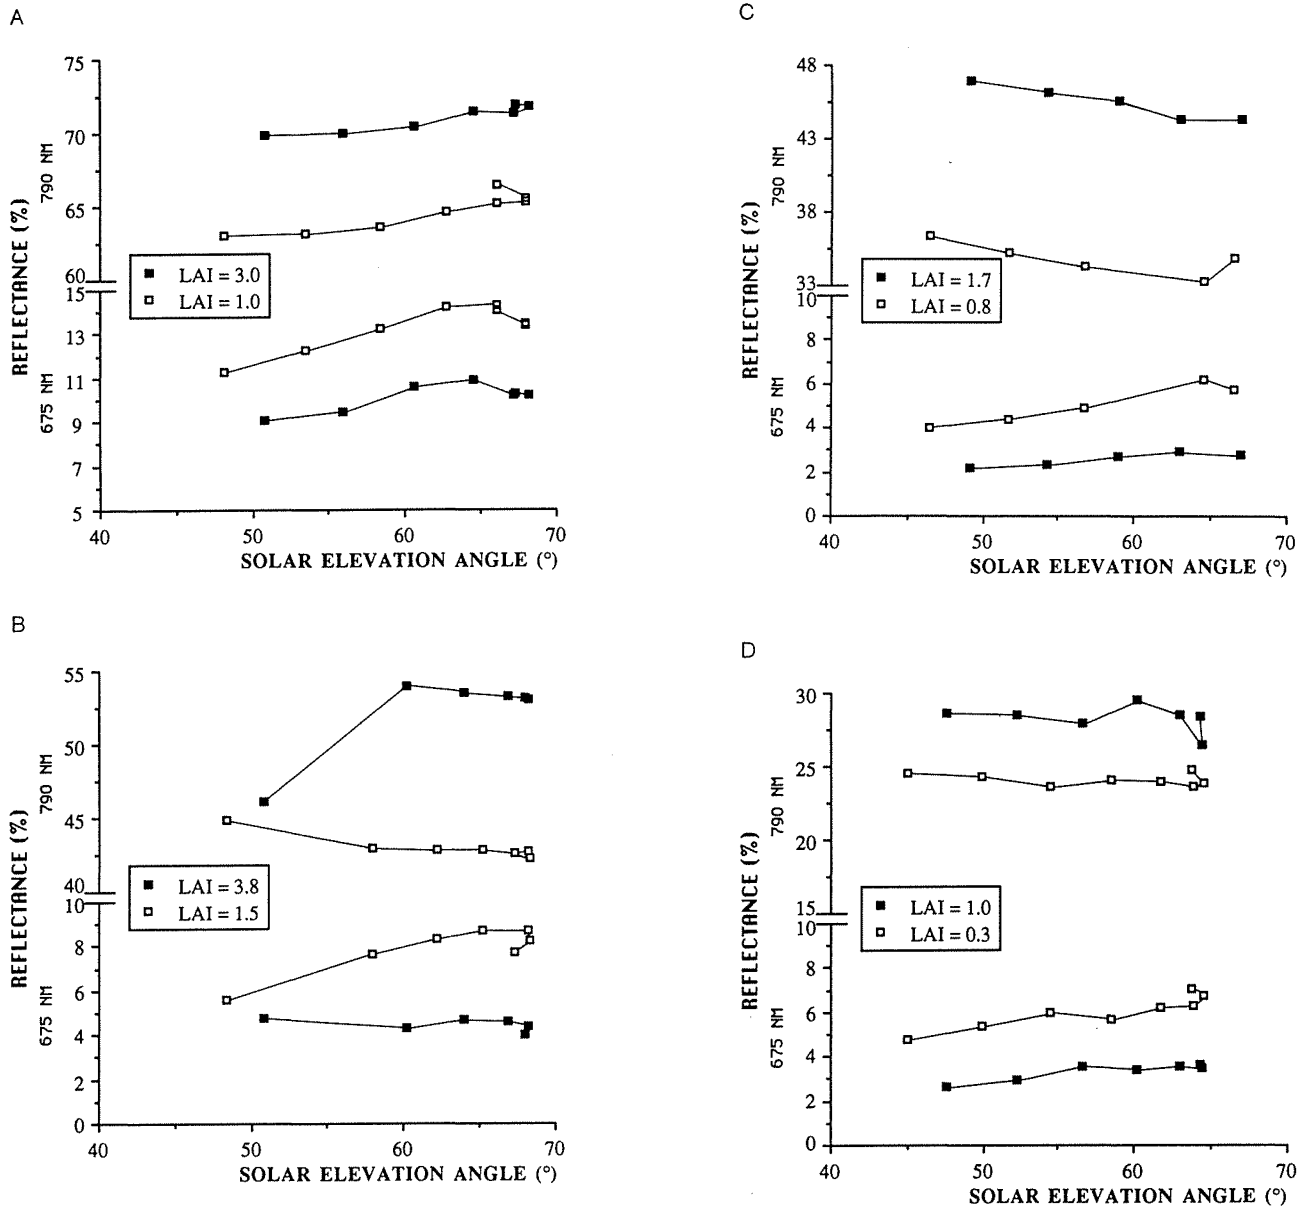 A
75
70
65
60
15
13
11
9
7
5
40 50 60 70
SOLAR ELEVATION ANGLE (°)
REFLECTANCE (%)
790 NM
675 NM
LAI = 3.0
LAI = 1.0
C
48
43
38
33
10
8
6
4
2
0
40 50 60 70
SOLAR ELEVATION ANGLE (°)
REFLECTANCE (%)
790 NM
675 NM
LAI = 1.7
LAI = 0.8
B
55
50
45
40
10
8
6
4
2
0
40 50 60 70
SOLAR ELEVATION ANGLE (°)
REFLECTANCE (%)
790 NM
675 NM
LAI = 3.8
LAI = 1.5
D
30
25
20
15
10
8
6
4
2
0
40 50 60 70
SOLAR ELEVATION ANGLE (°)
REFLECTANCE (%)
790 NM
675 NM
LAI = 1.0
LAI = 0.3